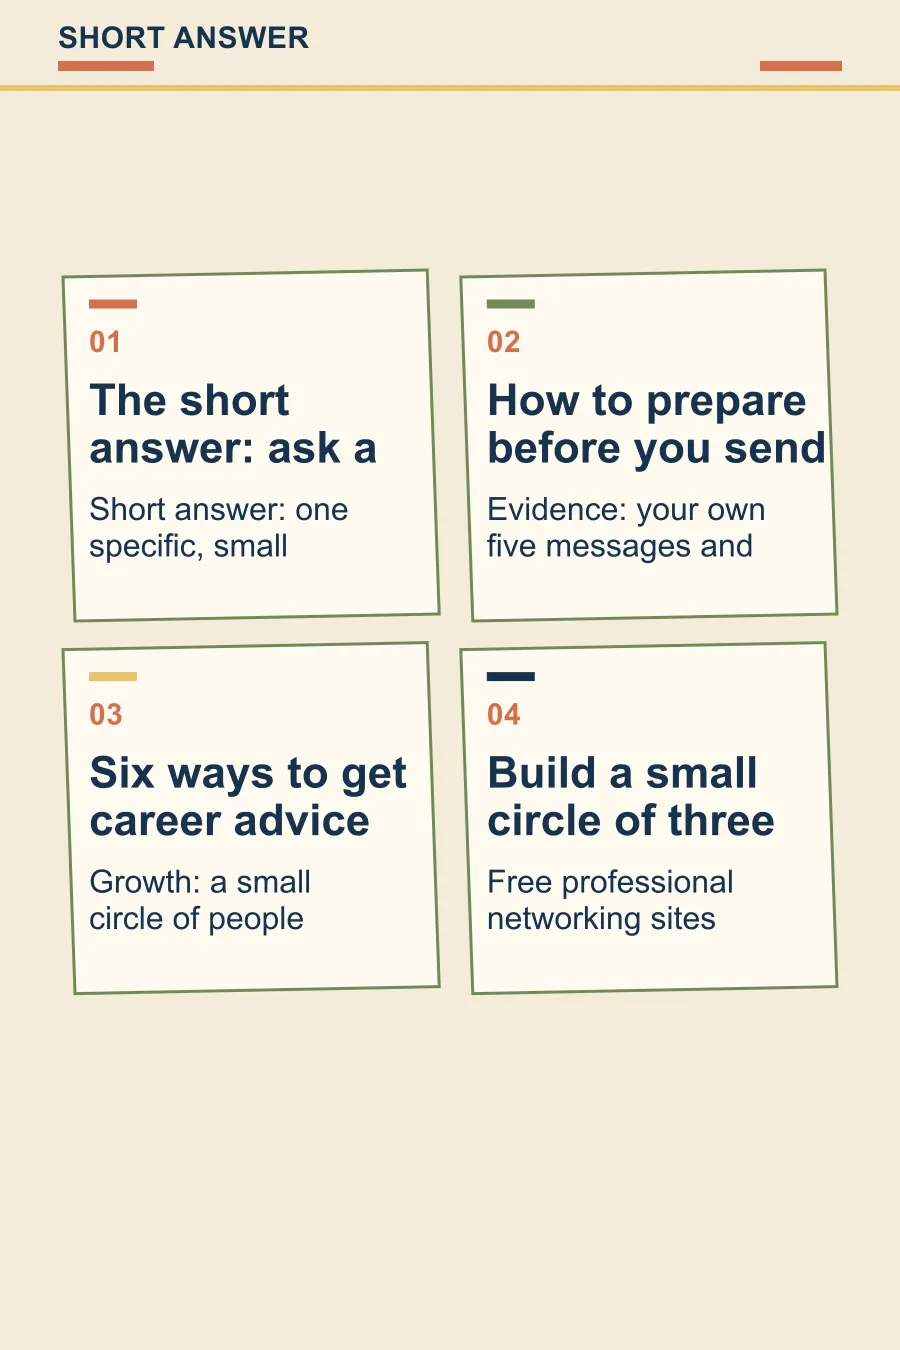 SHORT ANSWER
01
The short
answer: ask a
Short answer: one
specific, small
02
How to prepare
before you send
Evidence: your own
five messages and
03
Six ways to get
career advice
Growth: a small
circle of people
04
Build a small
circle of three
Free professional
networking sites